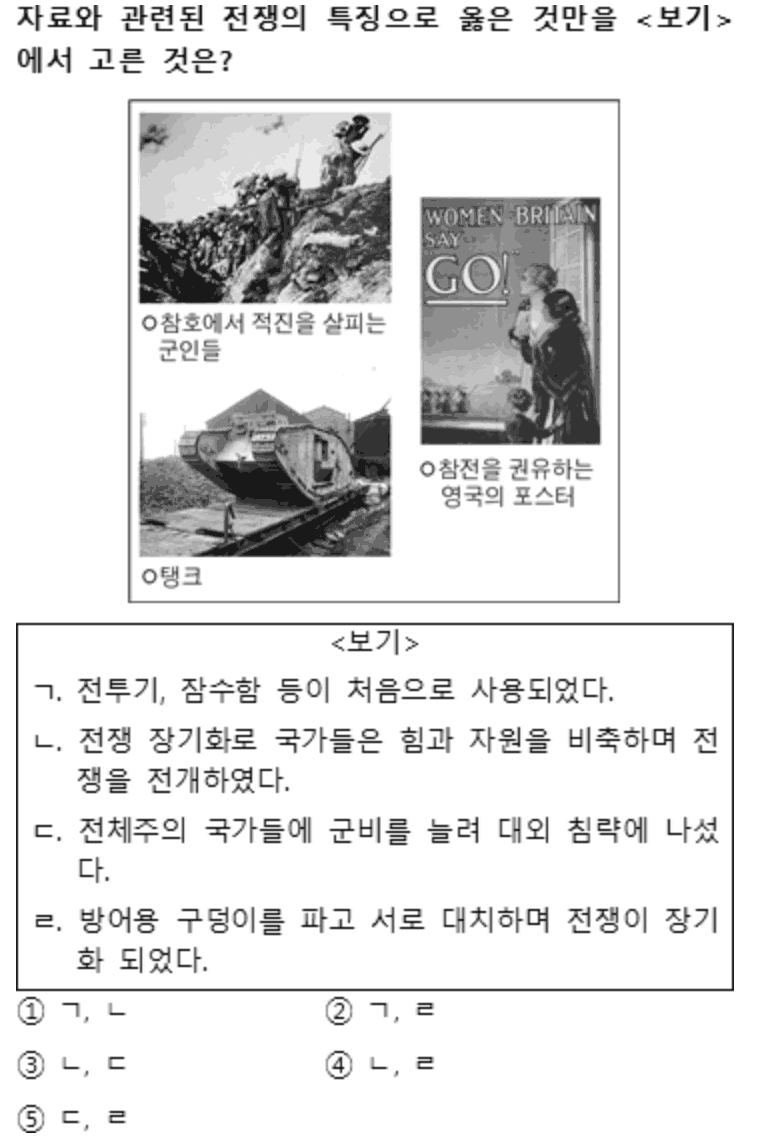 자료와 관련된 전쟁의 특징으로 옳은 것만을 <보기>
에서 고른 것은?
WOMEN OF BRITAIN
SAY
"GO!"
ㅇ참호에서 적진을 살피는
군인들
ㅇ참전을 권유하는
영국의 포스터
ㅇ탱크
<보기>
ㄱ. 전투기, 잠수함 등이 처음으로 사용되었다.
ㄴ. 전쟁 장기화로 국가들은 힘과 자원을 비축하며 전
쟁을 전개하였다.
ㄷ. 전체주의 국가들에 군비를 늘려 대외 침략에 나섰
다.
ㄹ. 방어용 구덩이를 파고 서로 대치하며 전쟁이 장기
화 되었다.
① ㄱ, ㄴ
② ㄱ, ㄹ
③ ㄴ, ㄷ
④ ㄴ, ㄹ
⑤ ㄷ, ㄹ